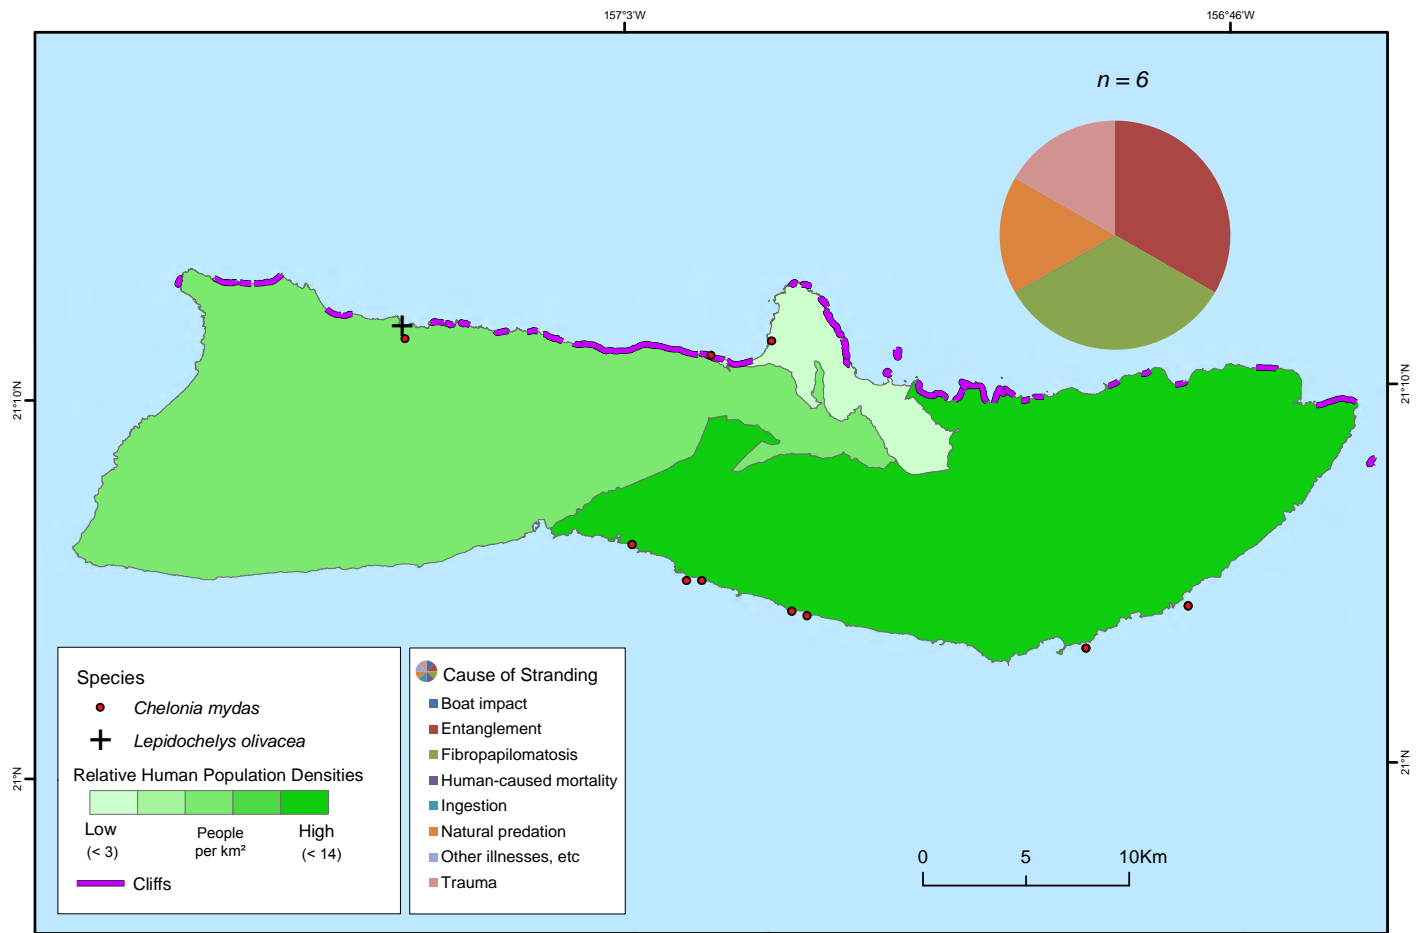 157°3'W
156°46'W
n = 6
21°10'N
21°10'N
21°N
21°N
Species
Chelonia mydas
Lepidochelys olivacea
Relative Human Population Densities
Low
People
High
(< 3)
per km²
(< 14)
Cliffs
Cause of Stranding
Boat impact
Entanglement
Fibropapilomatosis
Human-caused mortality
Ingestion
Natural predation
Other illnesses, etc
Trauma
0 5 10Km